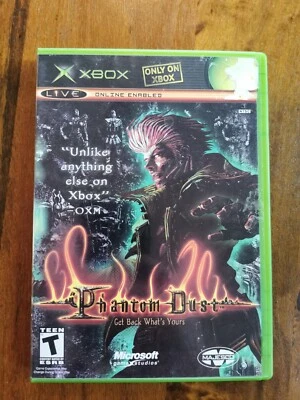 XBOX
ONLY ON
XBOX
LIVE ONLINE ENABLED
"Unlike
anything
else on
Xbox"
-OXM
Phantom Dust
Get Back What's Yours
TEEN
T
ESRB
Microsoft
game studios
MAJESCO